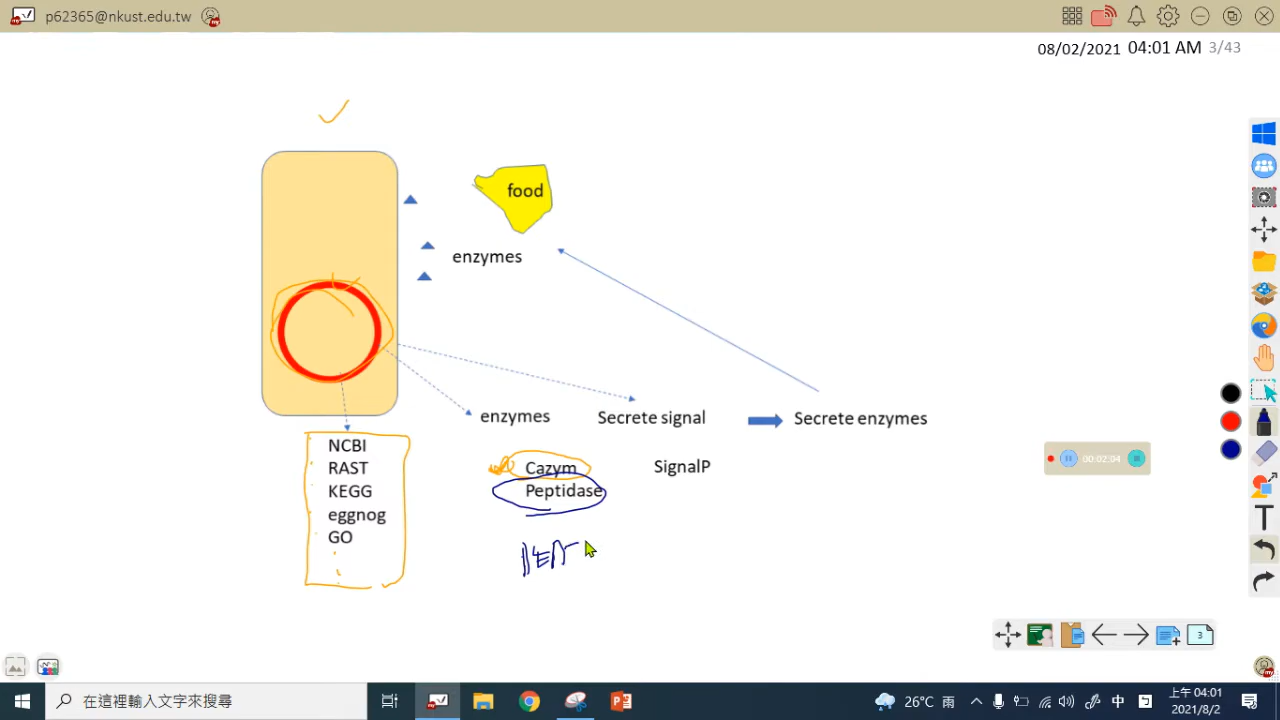 p62365@nkust.edu.tw
08/02/2021 04:01 AM 3/43
food
enzymes
enzymes
Secrete signal
Secrete enzymes
NCBI
RAST
KEGG
eggnog
GO
Cazym
Peptidase
SignalP
00:02:04
3
在這裡輸入文字來搜尋
26°C 雨
中
上午 04:01
2021/8/2